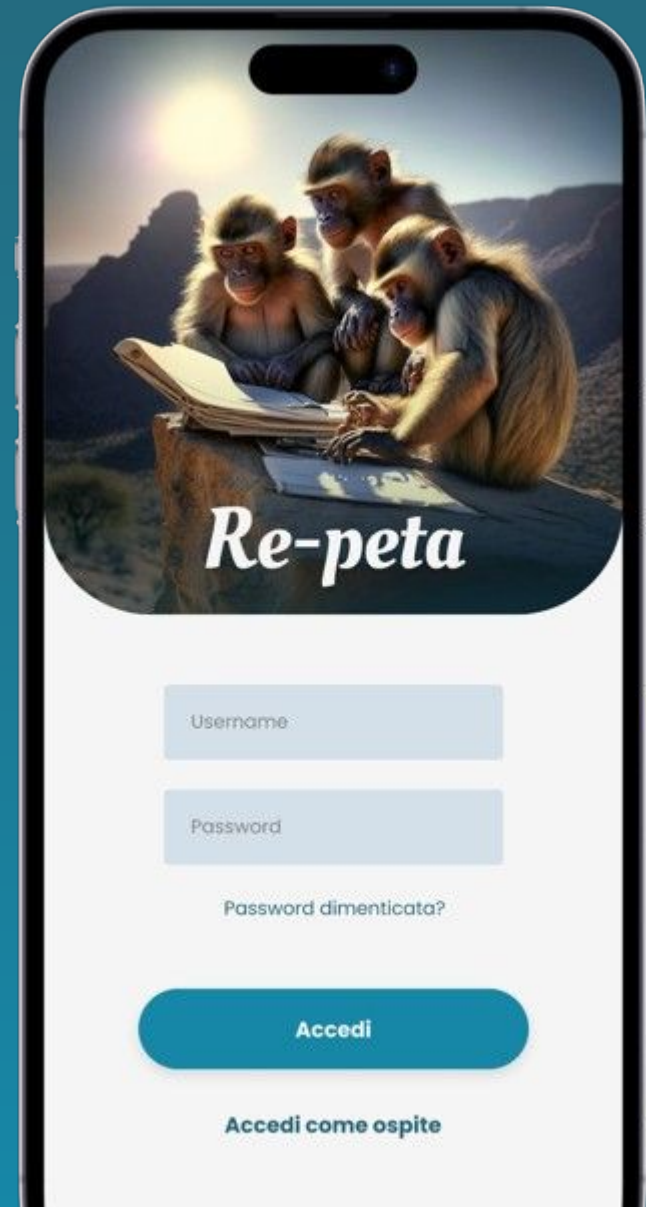 Re-peta
Username
Password
Password dimenticata?
Accedi
Accedi come ospite